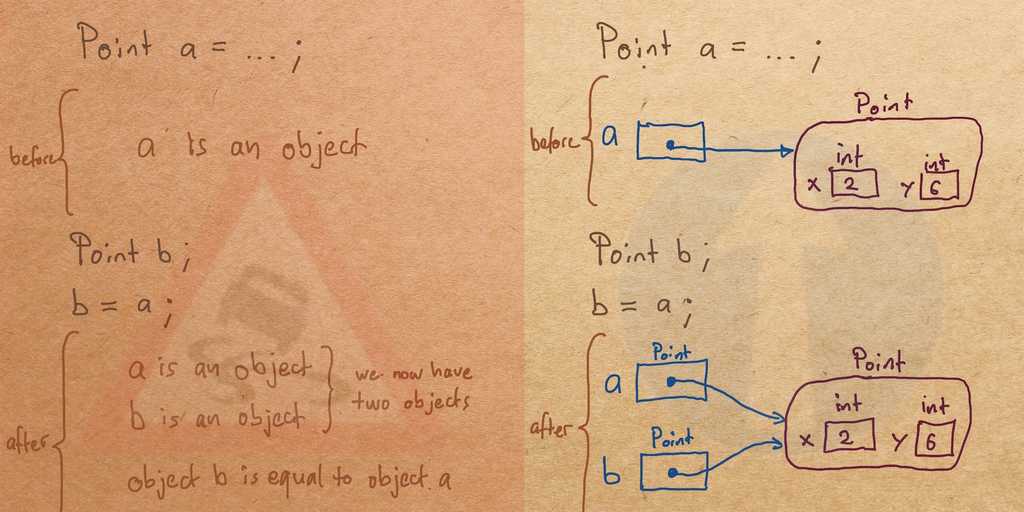 Point a = ... ;
before
a is an object
Point b ;
b = a ;
after
a is an object
b is an object
we now have
two objects
object b is equal to object a
Point a = ... ;
before
a
Point
int
int
x 2
y 6
Point b ;
b = a ;
after
Point
a
Point
b
Point
int
int
x 2
y 6